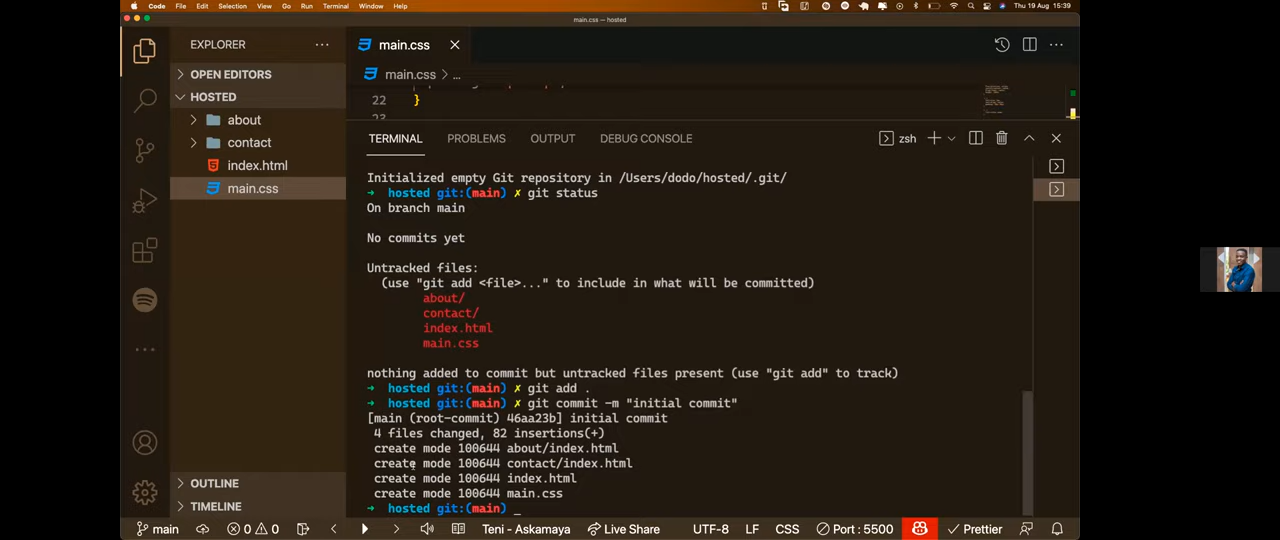 Code File Edit Selection View Go Run Terminal Window Help Thu 19 Aug 15:39
main.css — hosted
EXPLORER
main.css
OPEN EDITORS
main.css > ...
HOSTED
22 }
23
about
contact
index.html
main.css
TERMINAL PROBLEMS OUTPUT DEBUG CONSOLE zsh
Initialized empty Git repository in /Users/dodo/hosted/.git/
➜ hosted git:(main) ✗ git status
On branch main
No commits yet
Untracked files:
(use "git add <file>..." to include in what will be committed)
about/
contact/
index.html
main.css
nothing added to commit but untracked files present (use "git add" to track)
➜ hosted git:(main) ✗ git add .
➜ hosted git:(main) ✗ git commit -m "initial commit"
[main (root-commit) 46aa23b] initial commit
4 files changed, 82 insertions(+)
create mode 100644 about/index.html
create mode 100644 contact/index.html
create mode 100644 index.html
create mode 100644 main.css
➜ hosted git:(main) _
OUTLINE
TIMELINE
main 0 0 Teni - Askamaya Live Share UTF-8 LF CSS Port : 5500 Prettier